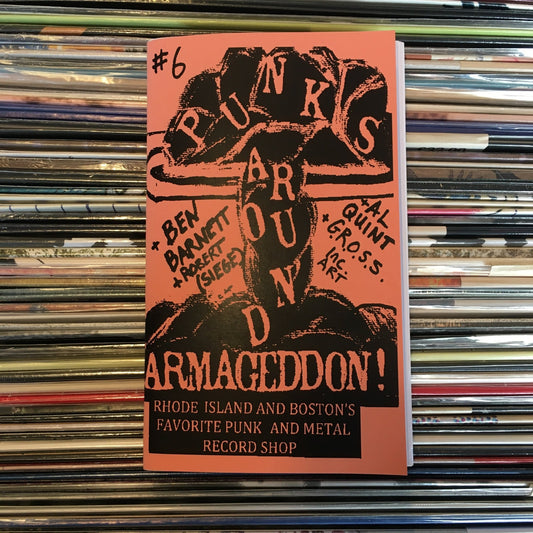 #6
PUNKS
AROUND
+ BEN
BARNETT
+ ROBERT
(SIEGE)
+ AL
QUINT
+ G.R.O.S.S.
INC.
ART
ARMAGEDDON!
RHODE ISLAND AND BOSTON'S
FAVORITE PUNK AND METAL
RECORD SHOP